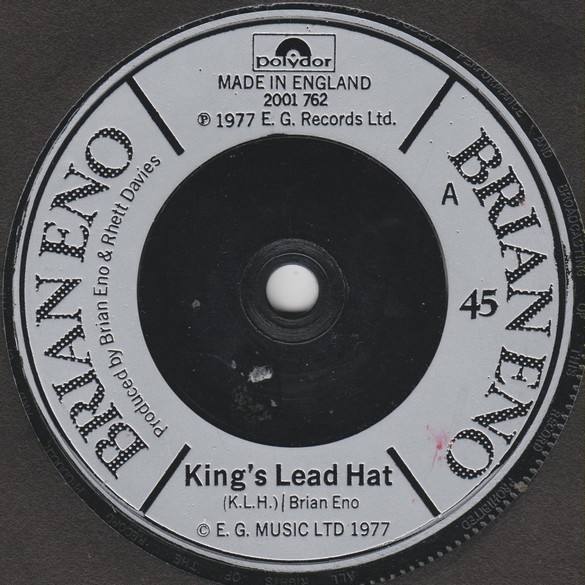 polydor
MADE IN ENGLAND
2001 762
℗ 1977 E. G. Records Ltd.
BRIAN ENO
Produced by Brian Eno & Rhett Davies
BRIAN ENO
A
45
King's Lead Hat
(K.L.H.)/Brian Eno
© E. G. MUSIC LTD 1977